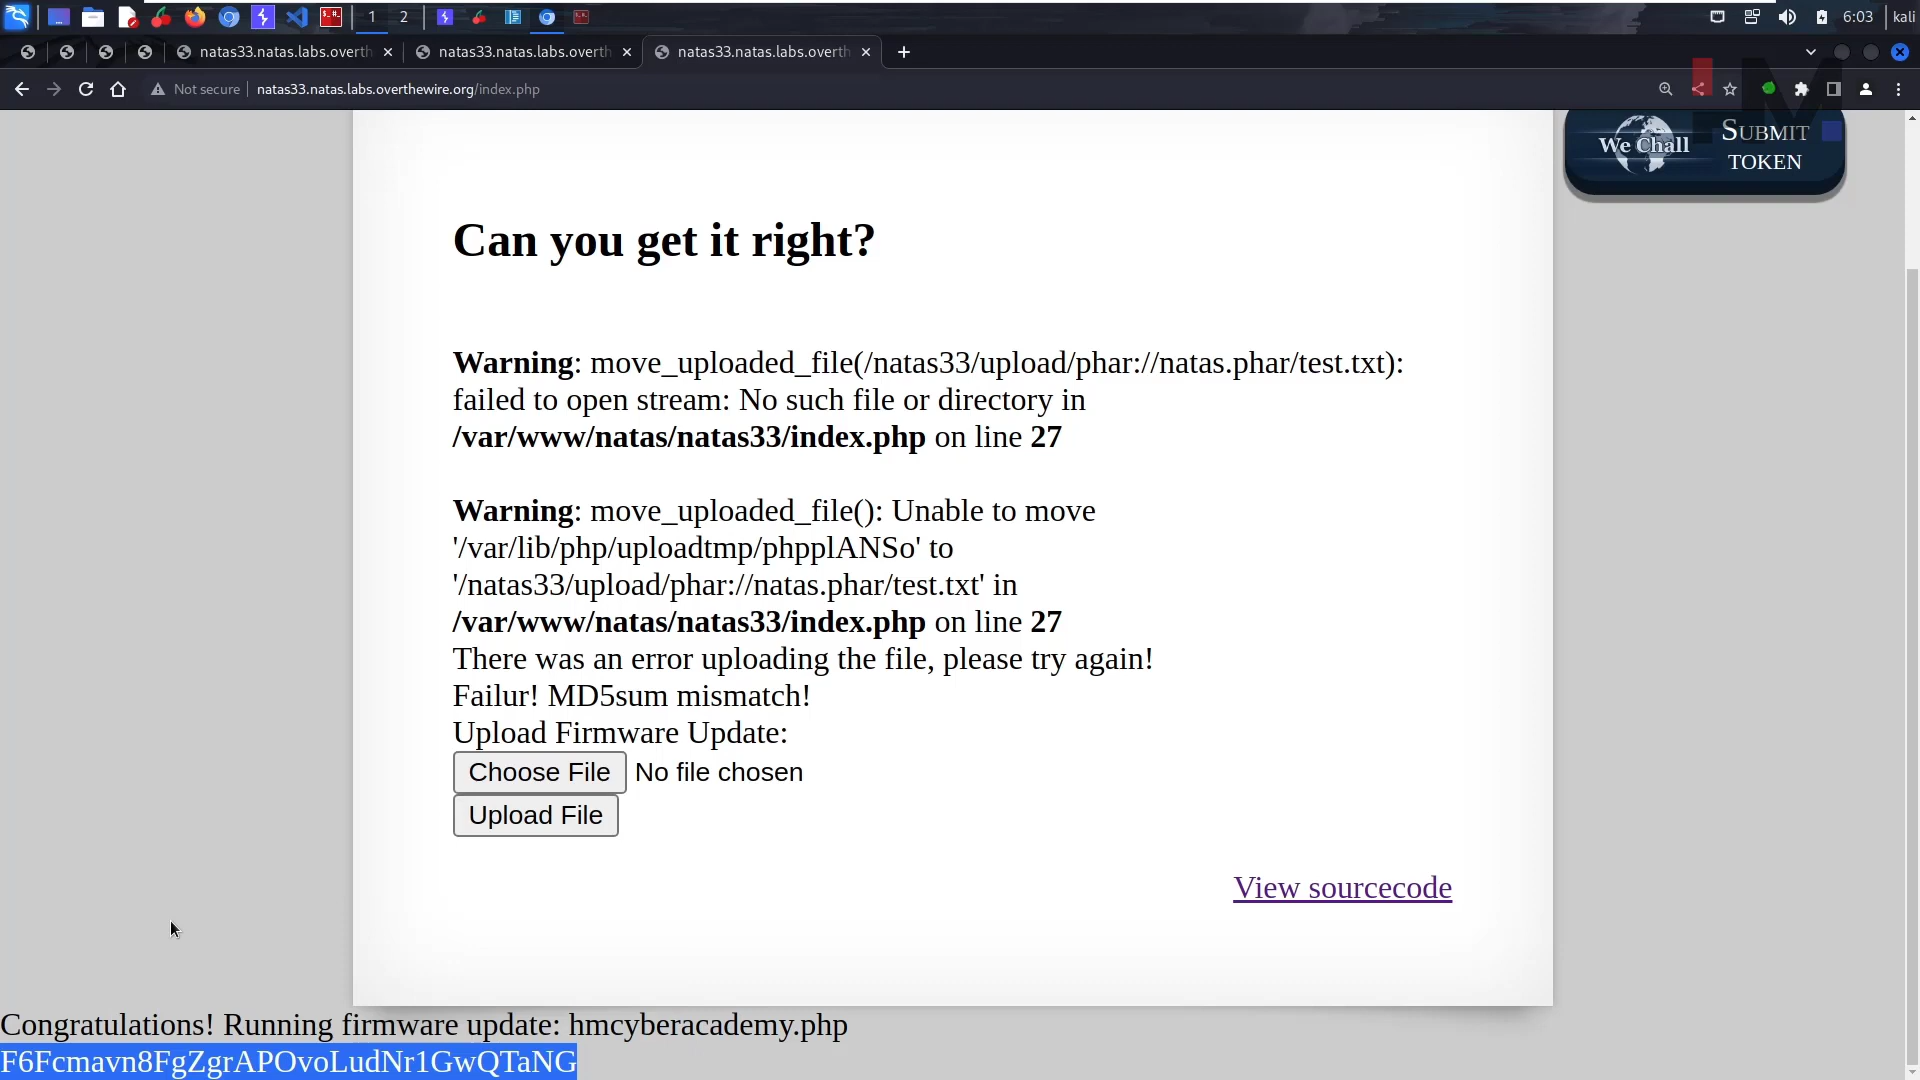 1
2
6:03
kali
natas33.natas.labs.overth
natas33.natas.labs.overth
natas33.natas.labs.overth
Not secure
natas33.natas.labs.overthewire.org/index.php
We Chall
SUBMIT
TOKEN
Can you get it right?
Warning: move_uploaded_file(/natas33/upload/phar://natas.phar/test.txt):
failed to open stream: No such file or directory in
/var/www/natas/natas33/index.php on line 27
Warning: move_uploaded_file(): Unable to move
'/var/lib/php/uploadtmp/phpplANSo' to
'/natas33/upload/phar://natas.phar/test.txt' in
/var/www/natas/natas33/index.php on line 27
There was an error uploading the file, please try again!
Failur! MD5sum mismatch!
Upload Firmware Update:
Choose File No file chosen
Upload File
View sourcecode
Congratulations! Running firmware update: hmcyberacademy.php
F6Fcmavn8FgZgrAPOvoLudNr1GwQTaNG